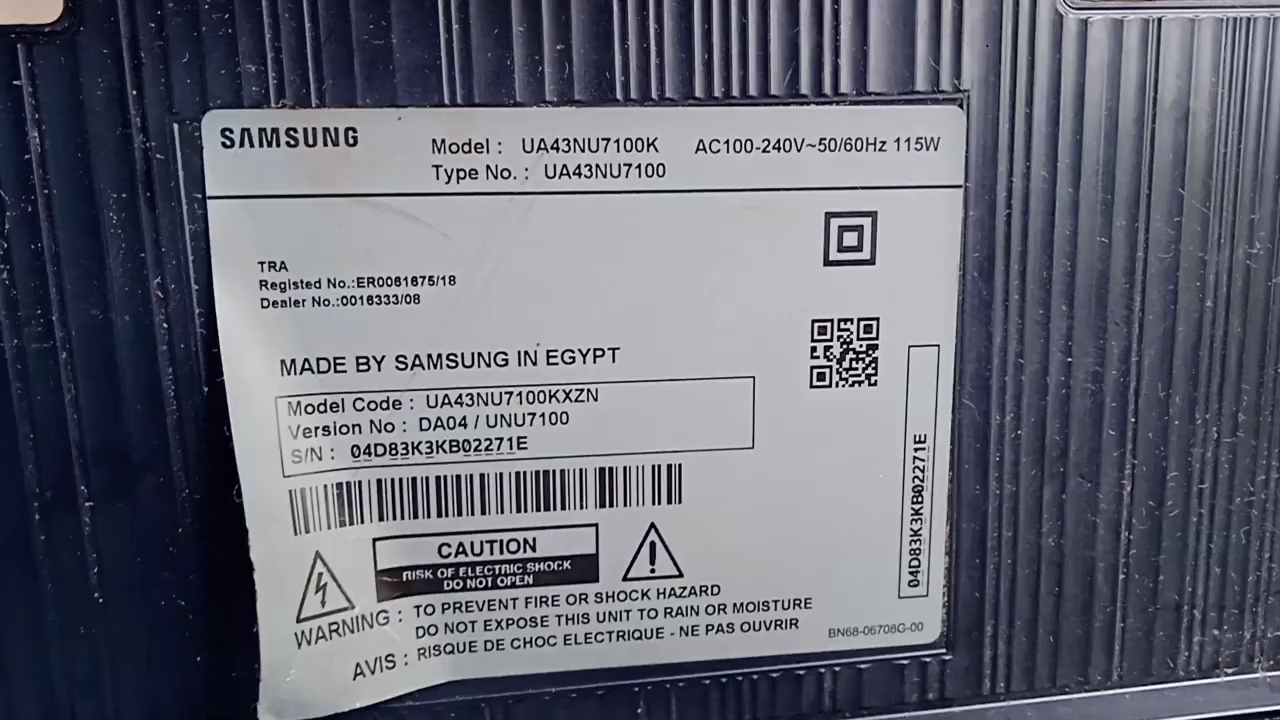 SAMSUNG
Model : UA43NU7100K AC100-240V~50/60Hz 115W
Type No. : UA43NU7100
TRA
Registed No.:ER0061675/18
Dealer No.:0016333/08
MADE BY SAMSUNG IN EGYPT
Model Code : UA43NU7100KXZN
Version No : DA04 / UNU7100
S/N : 04D83K3KB02271E
04D83K3KB02271E
CAUTION
RISK OF ELECTRIC SHOCK
DO NOT OPEN
WARNING : TO PREVENT FIRE OR SHOCK HAZARD
DO NOT EXPOSE THIS UNIT TO RAIN OR MOISTURE
AVIS : RISQUE DE CHOC ELECTRIQUE - NE PAS OUVRIR
BN68-06708G-00